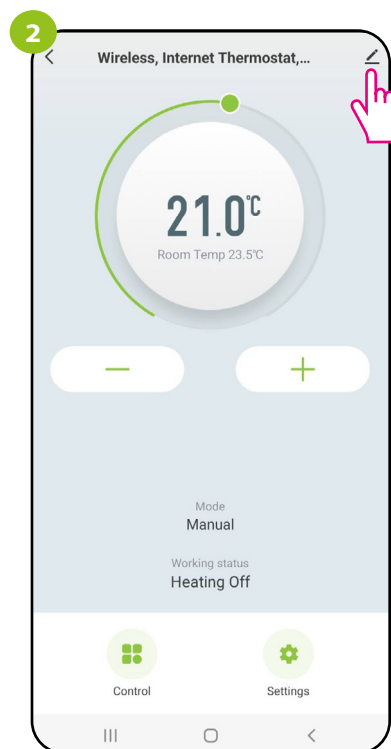 2
Wireless, Internet Thermostat,...
21.0°C
Room Temp 23.5°C
Mode
Manual
Working status
Heating Off
Control
Settings